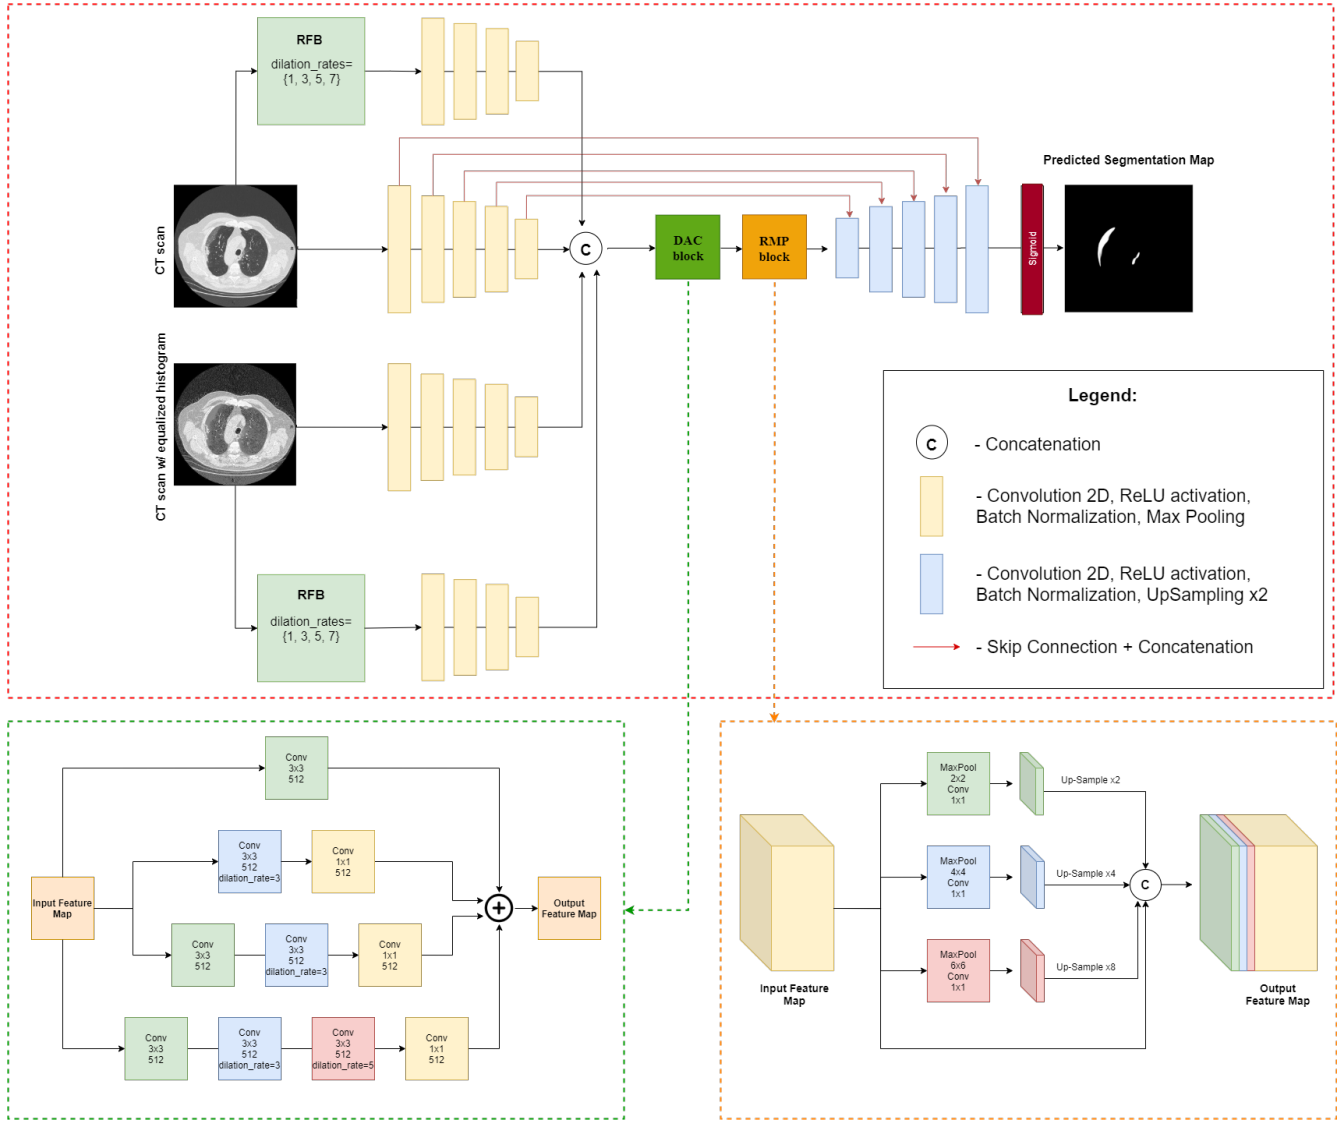 RFB
dilation_rates=
{1, 3, 5, 7}
CT scan
C
DAC
block
RMP
block
Sigmoid
Predicted Segmentation Map
CT scan w/ equalized histogram
RFB
dilation_rates=
{1, 3, 5, 7}
Legend:
C
- Concatenation
- Convolution 2D, ReLU activation,
Batch Normalization, Max Pooling
- Convolution 2D, ReLU activation,
Batch Normalization, UpSampling x2
- Skip Connection + Concatenation
Input Feature
Map
Conv
3x3
512
Conv
3x3
512
dilation_rate=3
Conv
1x1
512
Conv
3x3
512
Conv
3x3
512
dilation_rate=3
Conv
1x1
512
Conv
3x3
512
Conv
3x3
512
dilation_rate=3
Conv
3x3
512
dilation_rate=5
Conv
1x1
512
Output
Feature Map
Input Feature
Map
MaxPool
2x2
Conv
1x1
Up-Sample x2
MaxPool
4x4
Conv
1x1
Up-Sample x4
MaxPool
6x6
Conv
1x1
Up-Sample x8
C
Output
Feature Map